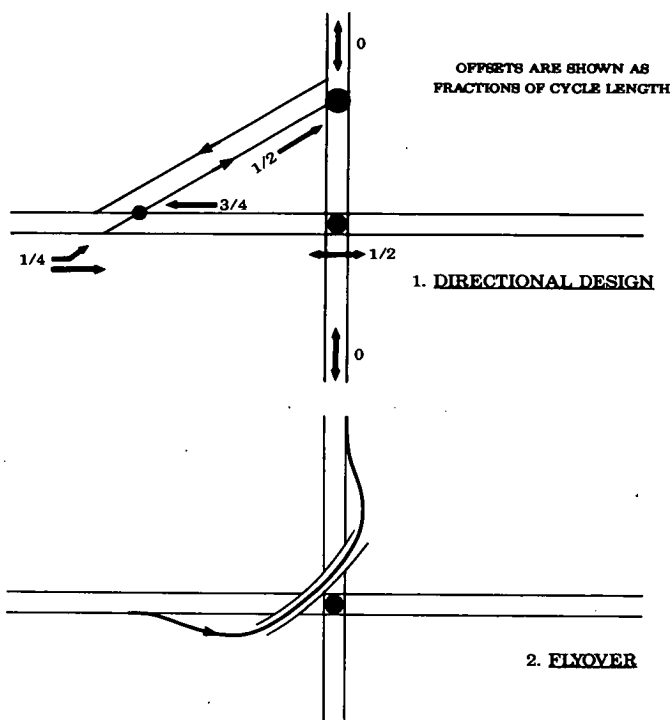 0
OFFSETS ARE SHOWN AS
FRACTIONS OF CYCLE LENGTH
1/2
3/4
1/4
1/2
1. DIRECTIONAL DESIGN
0
2. FLYOVER